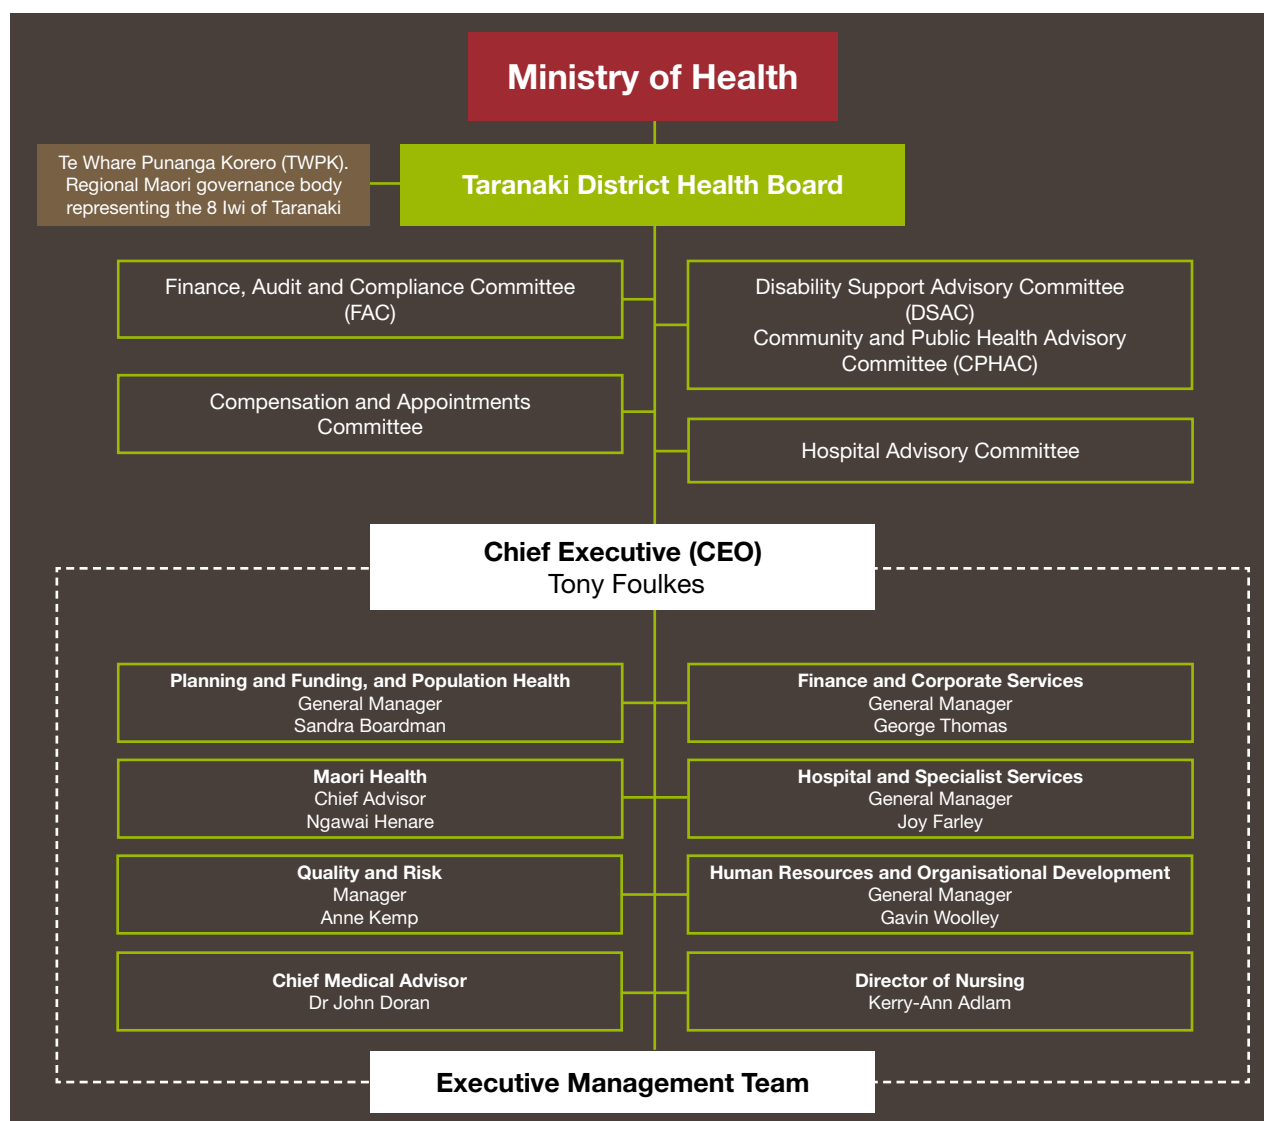 Ministry of Health
Te Whare Punanga Korero (TWPK).
Regional Maori governance body
representing the 8 Iwi of Taranaki
Taranaki District Health Board
Finance, Audit and Compliance Committee
(FAC)
Disability Support Advisory Committee
(DSAC)
Community and Public Health Advisory
Committee (CPHAC)
Compensation and Appointments
Committee
Hospital Advisory Committee
Chief Executive (CEO)
Tony Foulkes
Planning and Funding, and Population Health
General Manager
Sandra Boardman
Finance and Corporate Services
General Manager
George Thomas
Maori Health
Chief Advisor
Ngawai Henare
Hospital and Specialist Services
General Manager
Joy Farley
Quality and Risk
Manager
Anne Kemp
Human Resources and Organisational Development
General Manager
Gavin Woolley
Chief Medical Advisor
Dr John Doran
Director of Nursing
Kerry-Ann Adlam
Executive Management Team